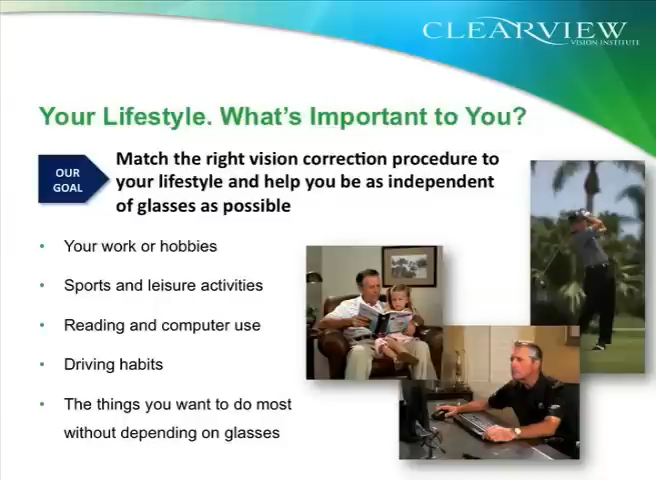 CLEARVIEW
VISION INSTITUTE
Your Lifestyle. What's Important to You?
OUR
GOAL
Match the right vision correction procedure to
your lifestyle and help you be as independent
of glasses as possible
• Your work or hobbies
• Sports and leisure activities
• Reading and computer use
• Driving habits
• The things you want to do most
without depending on glasses